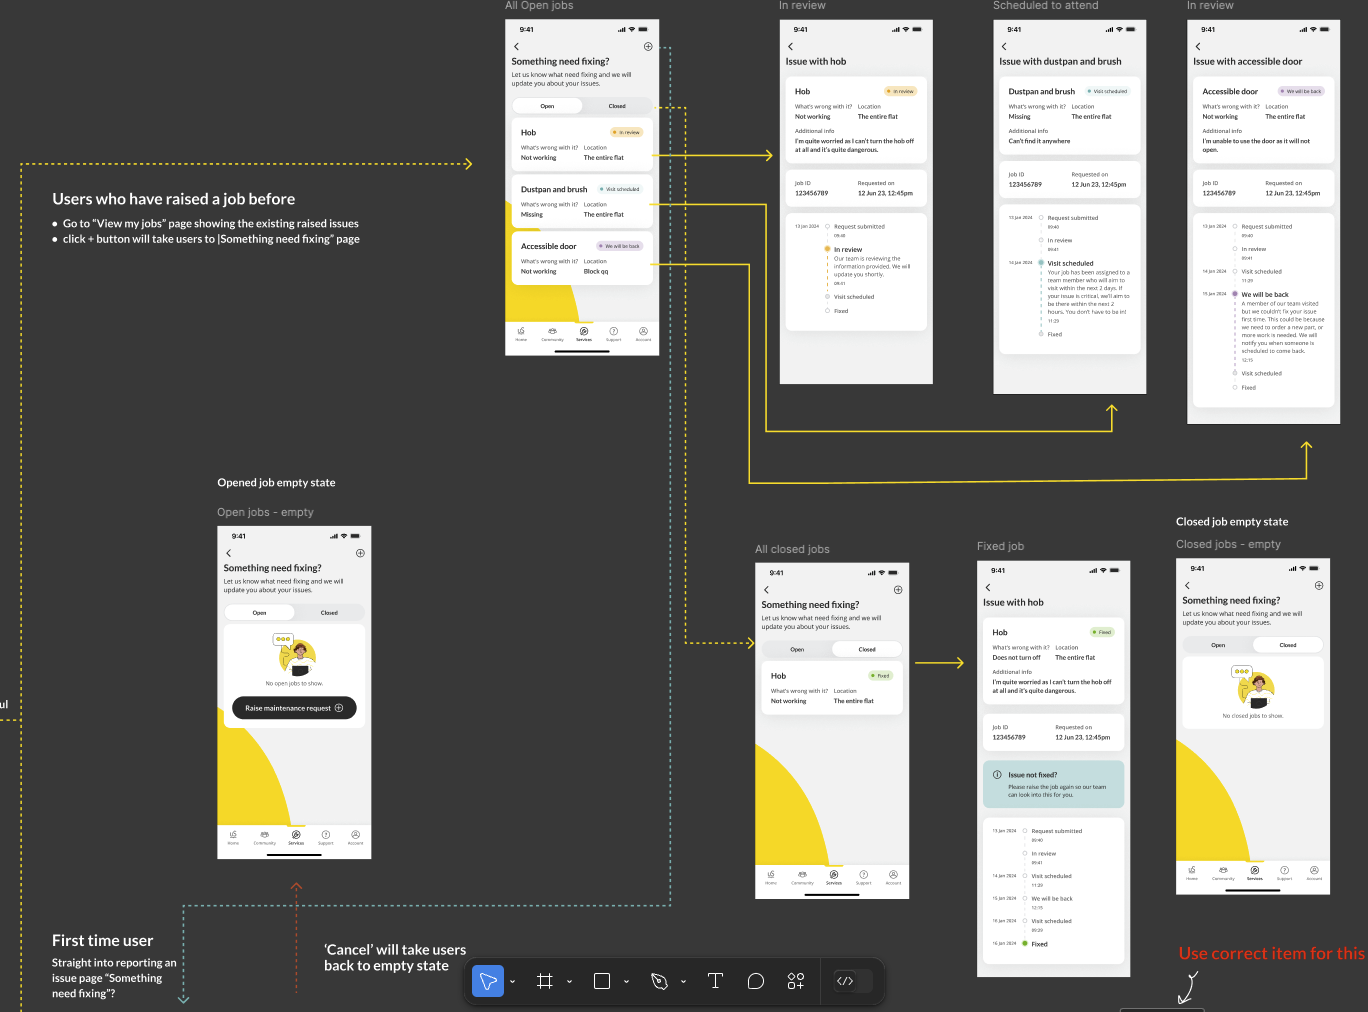 All Open jobs
9:41
Something need fixing?
Let us know what need fixing and we will
update you about your issues.
Open
Closed
Hob
In review
What's wrong with it?
Location
Not working
The entire flat
Dustpan and brush
Visit scheduled
What's wrong with it?
Location
Missing
The entire flat
Accessible door
We will be back
What's wrong with it?
Location
Not working
Block qq
Home
Community
Services
Support
Account
In review
9:41
Issue with hob
Hob
In review
What's wrong with it?
Location
Not working
The entire flat
Additional info
I'm quite worried as I can't turn the hob off
at all and it's quite dangerous.
Job ID
Requested on
123456789
12 Jun 23, 12:45pm
13 Jan 2024
Request submitted
09:40
In review
Our team is reviewing the
information provided. We will
update you shortly.
09:41
Visit scheduled
Fixed
Scheduled to attend
9:41
Issue with dustpan and brush
Dustpan and brush
Visit scheduled
What's wrong with it?
Location
Missing
The entire flat
Additional info
Can't find it anywhere
Job ID
Requested on
123456789
12 Jun 23, 12:45pm
13 Jan 2024
Request submitted
09:40
In review
09:41
14 Jan 2024
Visit scheduled
Your job has been assigned to a
team member who will aim to
visit within the next 2 days. If
your issue is critical, we'll aim to
be there within the next 2
hours. You don't have to be in!
11:29
Fixed
In review
9:41
Issue with accessible door
Accessible door
We will be back
What's wrong with it?
Location
Not working
The entire flat
Additional info
I'm unable to use the door as it will not
open.
Job ID
Requested on
123456789
12 Jun 23, 12:45pm
13 Jan 2024
Request submitted
09:40
In review
09:41
14 Jan 2024
Visit scheduled
11:29
15 Jan 2024
We will be back
A member of our team visited
but we couldn't fix your issue
first time. This could be because
we need to order a new part, or
more work is needed. We will
notify you when someone is
scheduled to come back.
12:15
Visit scheduled
Fixed
Users who have raised a job before
• Go to "View my jobs" page showing the existing raised issues
• click + button will take users to |Something need fixing" page
Opened job empty state
Open jobs - empty
9:41
Something need fixing?
Let us know what need fixing and we will
update you about your issues.
Open
Closed
No open jobs to show.
Raise maintenance request
Home
Community
Services
Support
Account
ul
All closed jobs
9:41
Something need fixing?
Let us know what need fixing and we will
update you about your issues.
Open
Closed
Hob
Fixed
What's wrong with it?
Location
Not working
The entire flat
Home
Community
Services
Support
Account
Fixed job
9:41
Issue with hob
Hob
Fixed
What's wrong with it?
Location
Does not turn off
The entire flat
Additional info
I'm quite worried as I can't turn the hob off
at all and it's quite dangerous.
Job ID
Requested on
123456789
12 Jun 23, 12:45pm
Issue not fixed?
Please raise the job again so our team
can look into this for you.
13 Jan 2024
Request submitted
09:40
In review
09:41
14 Jan 2024
Visit scheduled
11:29
15 Jan 2024
We will be back
12:15
16 Jan 2024
Visit scheduled
09:29
16 Jan 2024
Fixed
Closed job empty state
Closed jobs - empty
9:41
Something need fixing?
Let us know what need fixing and we will
update you about your issues.
Open
Closed
No closed jobs to show.
Home
Community
Services
Support
Account
First time user
Straight into reporting an
issue page "Something
need fixing"?
'Cancel' will take users
back to empty state
Use correct item for this